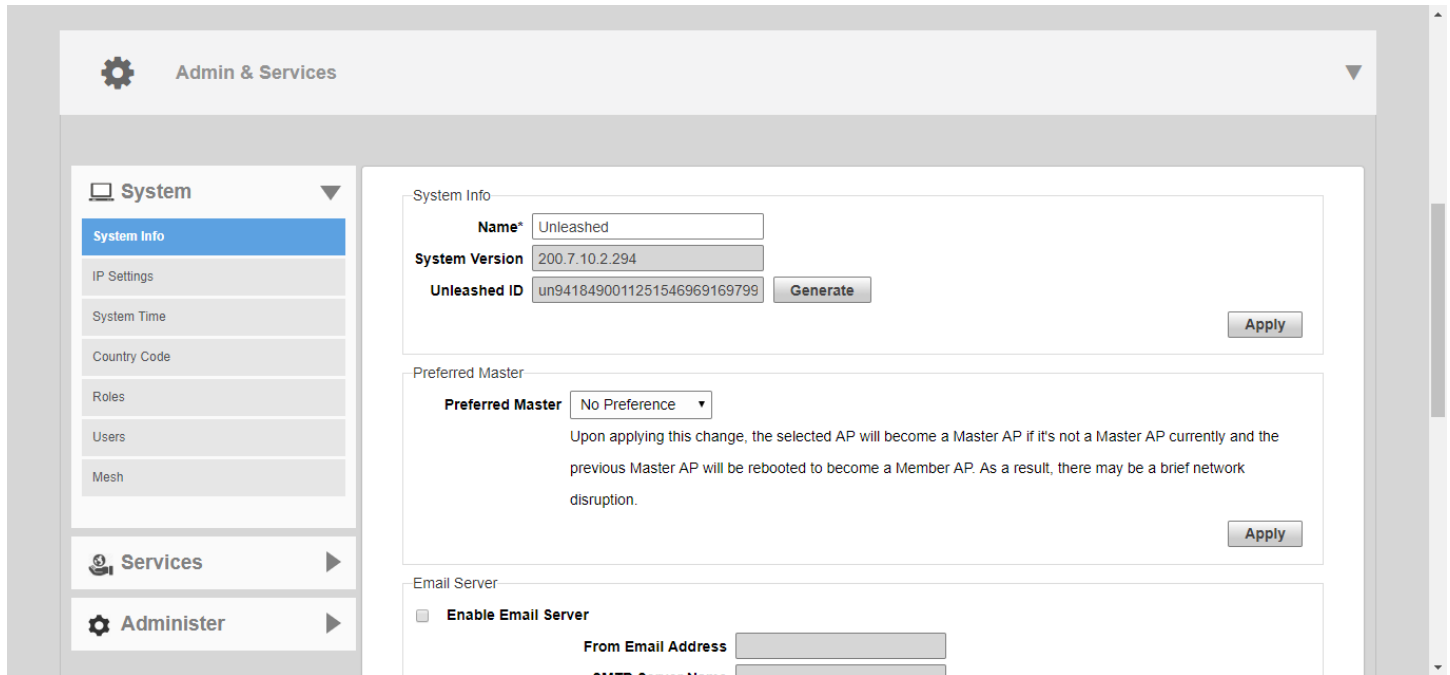 Admin & Services
System
System Info
IP Settings
System Time
Country Code
Roles
Users
Mesh
Services
Administer
System Info
Name* Unleashed
System Version 200.7.10.2.294
Unleashed ID un9418490011251546969169799 Generate
Apply
Preferred Master
Preferred Master No Preference
Upon applying this change, the selected AP will become a Master AP if it's not a Master AP currently and the
previous Master AP will be rebooted to become a Member AP. As a result, there may be a brief network
disruption.
Apply
Email Server
Enable Email Server
From Email Address
SMTP Server Name